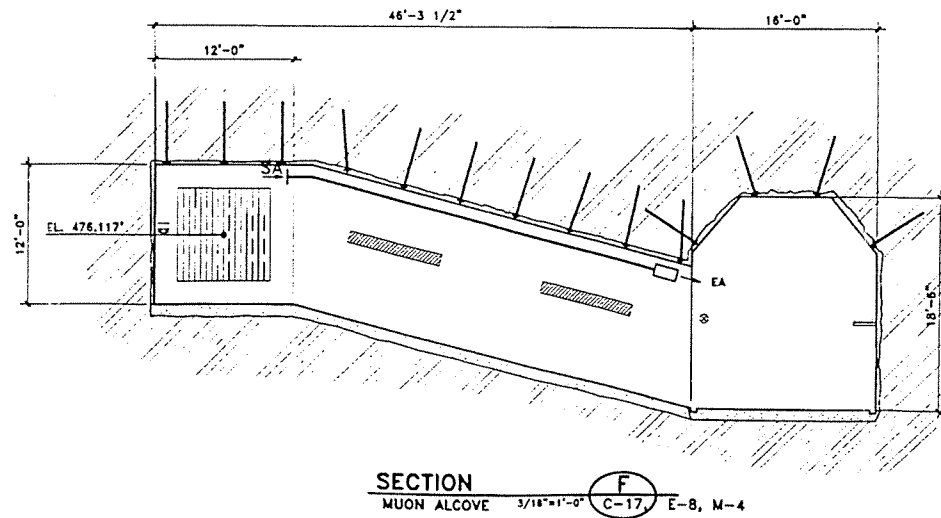 46'-3 1/2"
16'-0"
12'-0"
SA
12'-0"
EL. 476.117'
EA
18'-6"
SECTION
F
MUON ALCOVE
3/16"=1'-0"
C-17, E-8, M-4